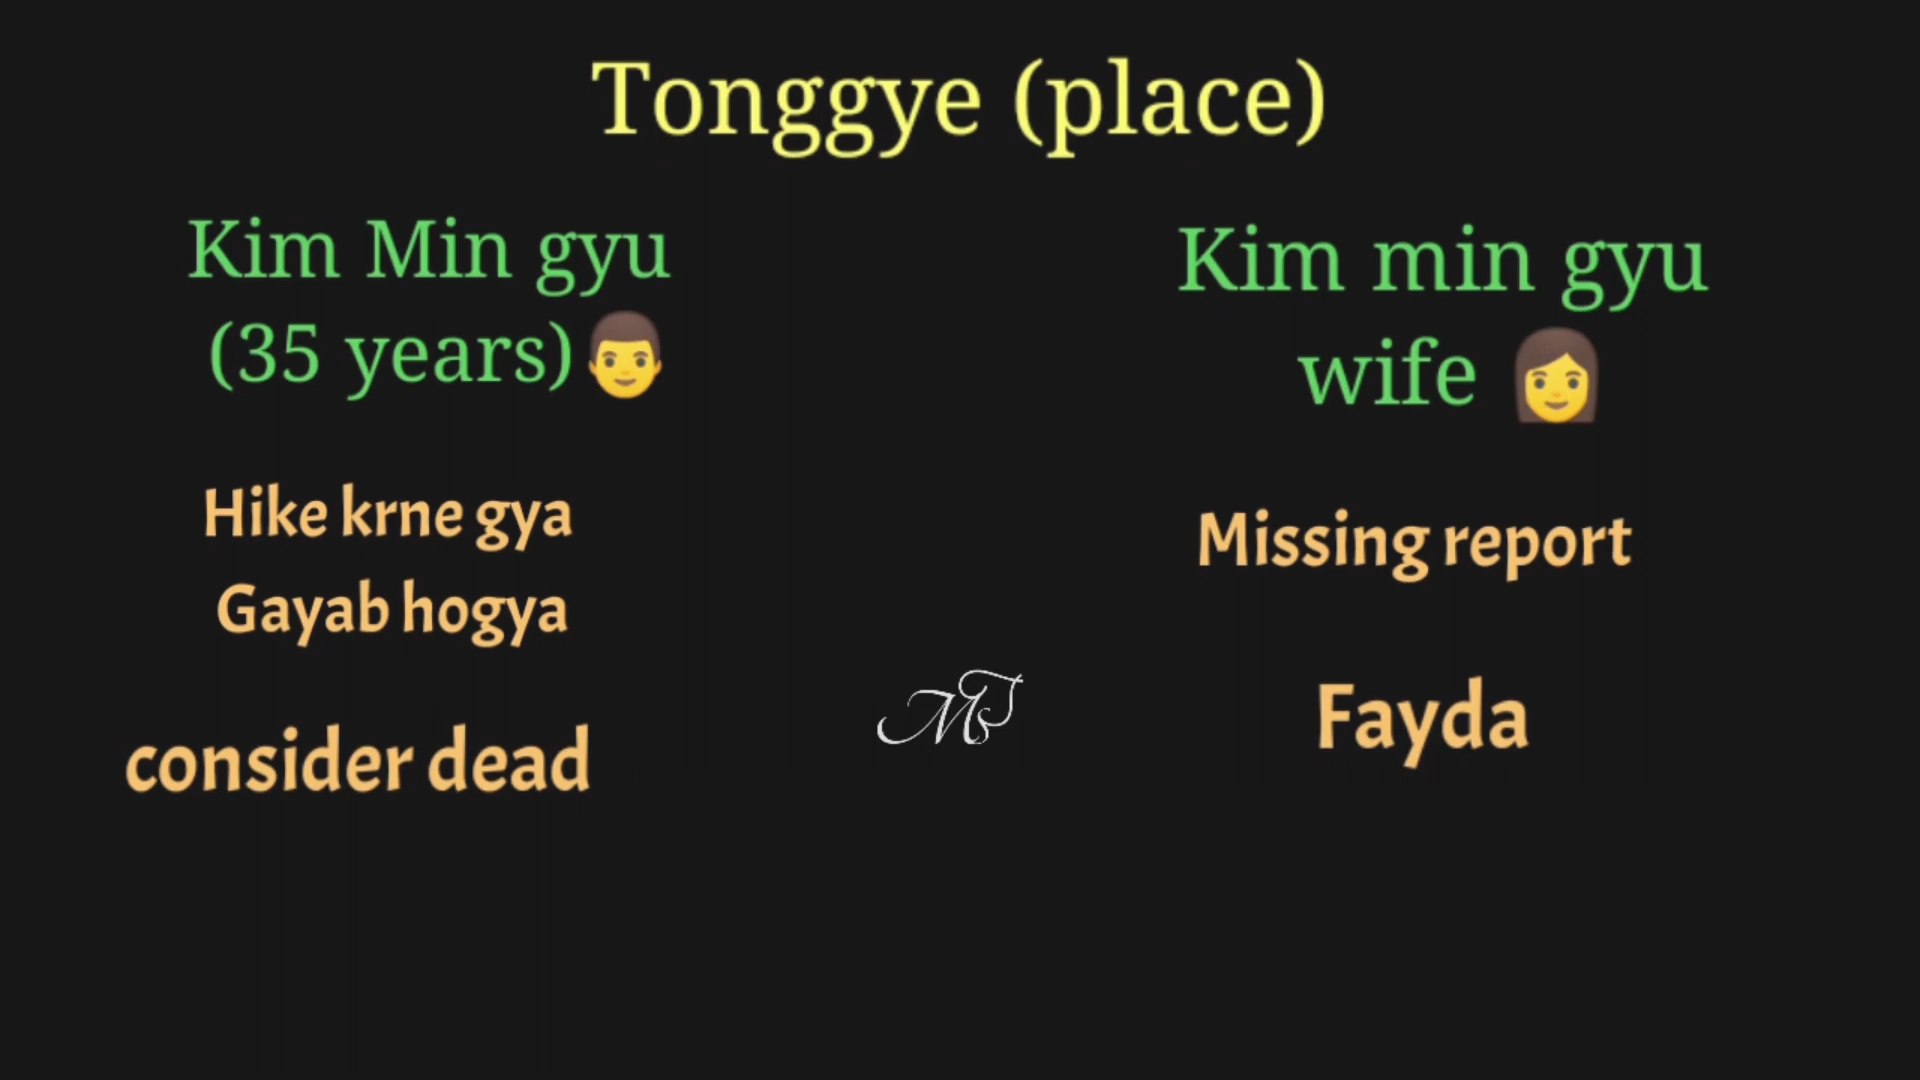 Tonggye (place)
Kim Min gyu
(35 years)
Hike krne gya
Gayab hogya
consider dead
Kim min gyu
wife
Missing report
Fayda